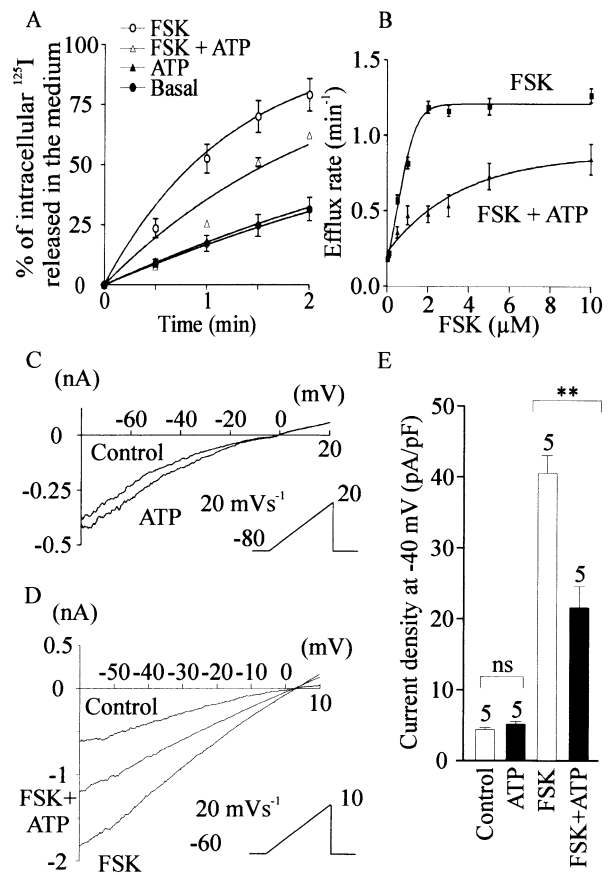 A
B
100
75
50
25
0
% of intracellular ¹²⁵I
released in the medium
FSK
FSK + ATP
ATP
Basal
0
1
2
Time (min)
1.5
1.2
0.9
0.5
0.0
Efflux rate (min⁻¹)
FSK
FSK + ATP
0
2
4
6
8
10
FSK (μM)
C
(nA)
(mV)
-60
-40
-20
0
20
0
-0.25
-0.5
Control
ATP
20 mVs⁻¹
20
-80
D
(nA)
(mV)
0.5
0
-1
-2
-50
-40
-30
-20
-10
0
10
Control
FSK+
ATP
FSK
20 mVs⁻¹
10
-60
E
50
40
30
20
10
0
Current density at -40 mV (pA/pF)
**
ns
5
5
5
5
Control
ATP
FSK
FSK+ATP